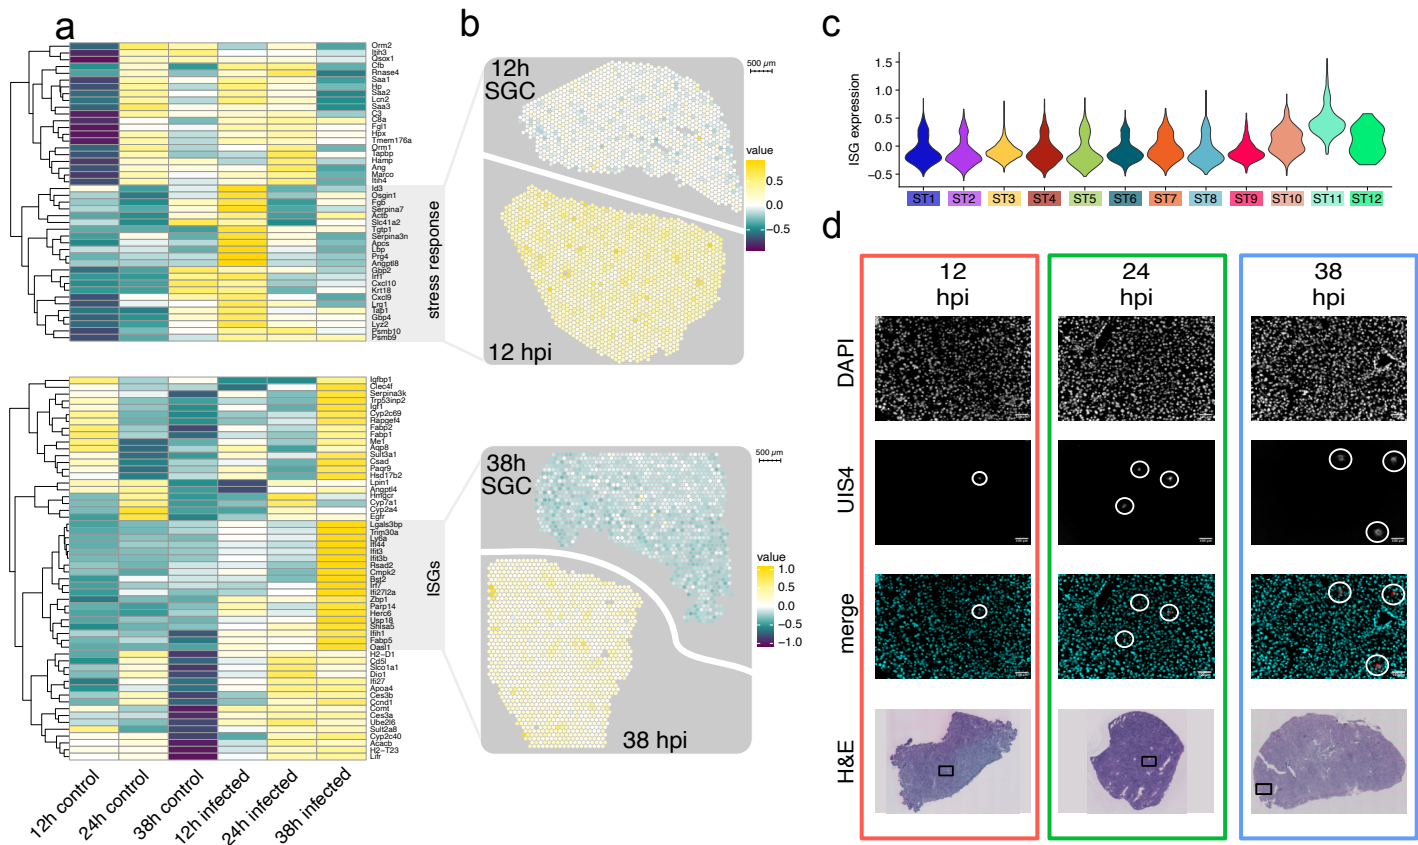 a
Orm2
Itih3
Qsox1
Cfb
Rnase4
Saa1
Hp
Saa2
Lcn2
Saa3
C3
C8a
Fgl1
Hpx
Tmem176a
Orm1
Tapbp
Hamp
Ang
Marco
Itih4
Id3
Osgin1
Fgb
Serpina7
Actb
Slc41a2
Tgtp1
Serpina3n
Apcs
Lbp
Prg4
Angptl8
Gbp2
Irf1
Cxcl10
Krt18
Cxcl9
Lrg1
Tap1
Gbp4
Lyz2
Psmb10
Psmb9
stress response
Igfbp1
Clec4f
Serpina3k
Trp53inp2
Igf1
Cyp2c69
Rapgef4
Fabp2
Fabp1
Me1
Aqp8
Sult3a1
Csad
Paqr9
Hsd17b2
Lpin1
Angptl4
Hmgcr
Cyp7a1
Cyp2a4
Egfr
Lgals3bp
Trim30a
Ly6a
Ifi44
Ifit3
Ifit3b
Rsad2
Cmpk2
Bst2
Irf7
Ifi27l2a
Zbp1
Parp14
Herc6
Usp18
Shisa5
Ifih1
Fabp5
Oasl1
H2-D1
Cd5l
Slco1a1
Dio1
Ifi27
Apoa4
Ces3b
Ccnd1
Comt
Ces3a
Ube2l6
Sult2a8
Cyp2c40
Acacb
H2-T23
Lifr
ISGs
12h control
24h control
38h control
12h infected
24h infected
38h infected
b
12h
SGC
500 µm
value
0.5
0.0
−0.5
12 hpi
38h
SGC
500 µm
value
1.0
0.5
0.0
−0.5
−1.0
38 hpi
c
ISG expression
1.5
1.0
0.5
0.0
−0.5
ST1 ST2 ST3 ST4 ST5 ST6 ST7 ST8 ST9 ST10 ST11 ST12
d
12
hpi
24
hpi
38
hpi
DAPI
UIS4
merge
H&E